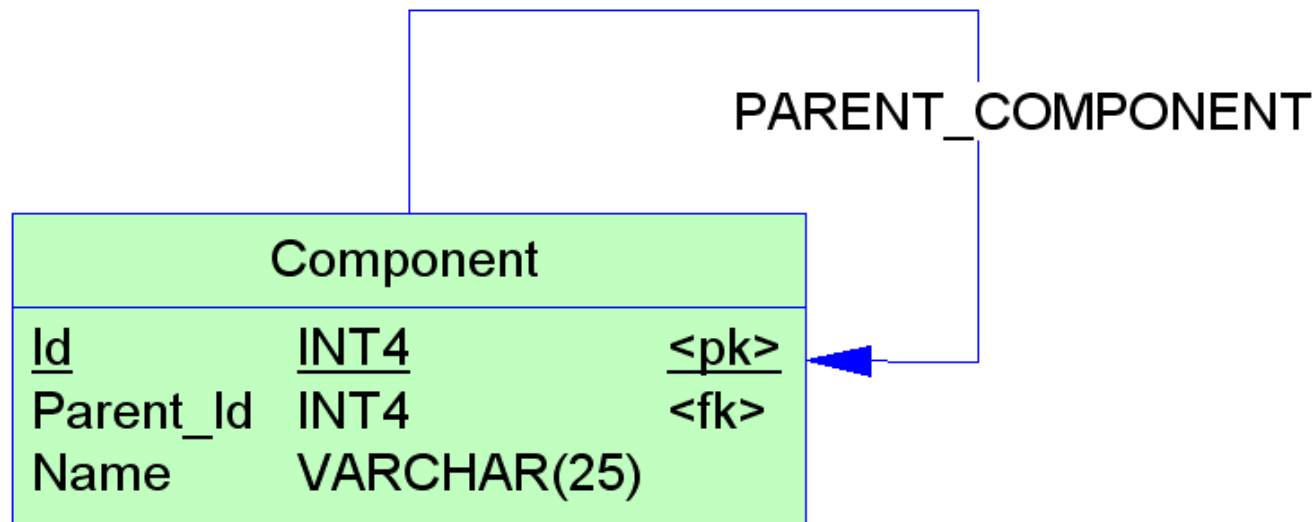 PARENT_COMPONENT
Component
Id INT4 <pk>
Parent_Id INT4 <fk>
Name VARCHAR(25)